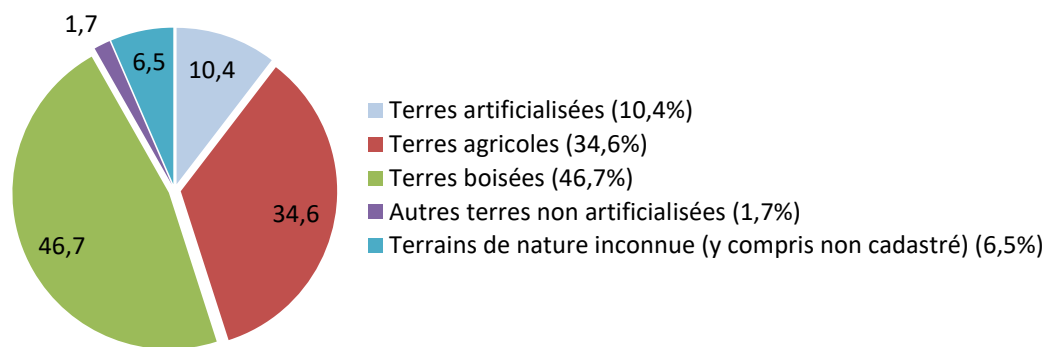 1,7
6,5
10,4
34,6
46,7
Terres artificialisées (10,4%)
Terres agricoles (34,6%)
Terres boisées (46,7%)
Autres terres non artificialisées (1,7%)
Terrains de nature inconnue (y compris non cadastré) (6,5%)